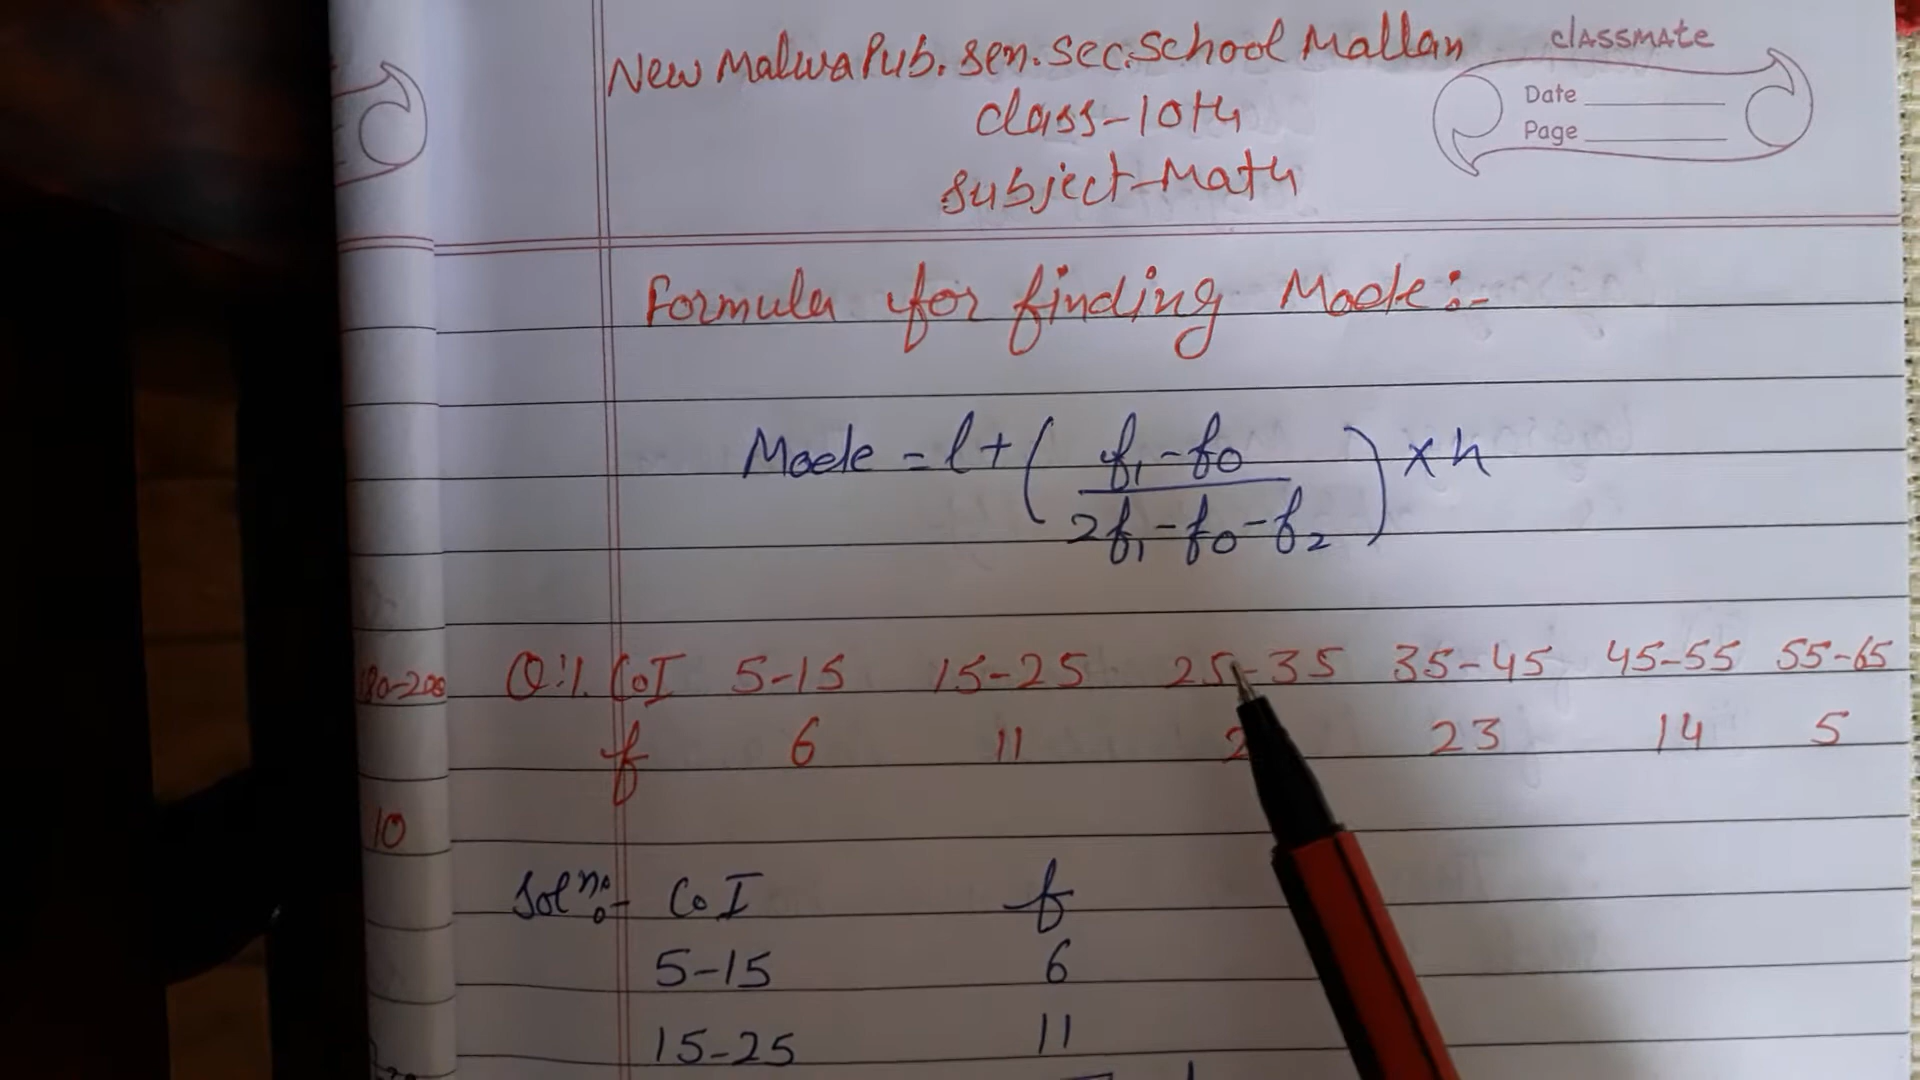 New Malwa Pub. Sen. Sec. School Mallan
classmate
Date
Page
class-10th
Subject-Math
Formula for finding Mode:-
Mode = l + ( f₁ - f₀ / 2f₁ - f₀ - f₂ ) × h
180-200
Q:1. CoI 5-15 15-25 25-35 35-45 45-55 55-65
f 6 11 23 14 5
10
Solⁿ:- CoI f
5-15 6
15-25 11